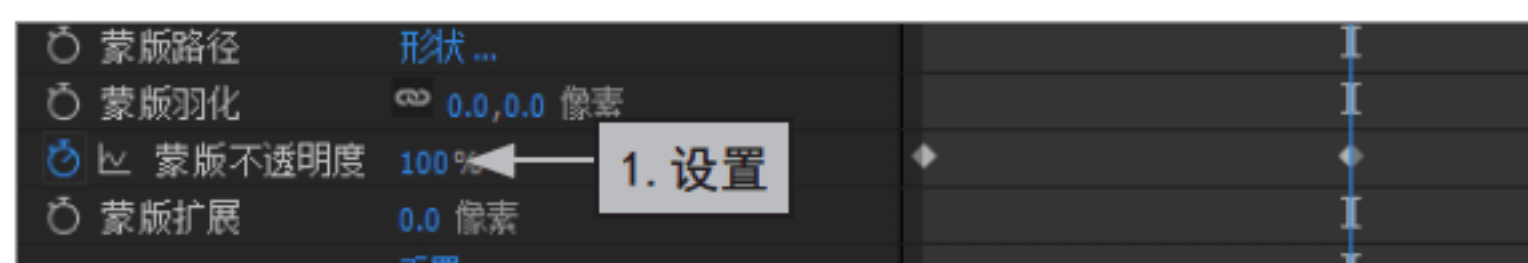 蒙版路径 形状...
蒙版羽化 0.0,0.0 像素
蒙版不透明度 100% 1. 设置
蒙版扩展 0.0 像素